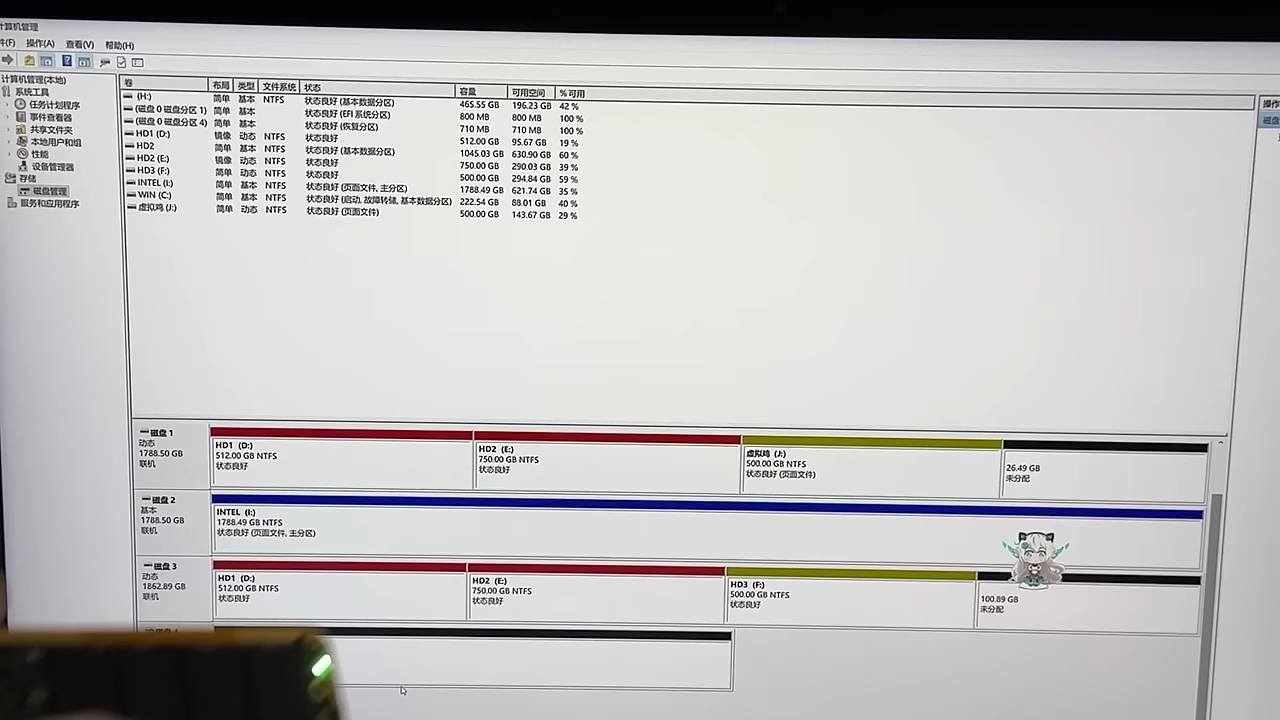 计算机管理
件(F) 操作(A) 查看(V) 帮助(H)
计算机管理(本地)
系统工具
任务计划程序
事件查看器
共享文件夹
本地用户和组
性能
设备管理器
存储
磁盘管理
服务和应用程序
卷 布局 类型 文件系统 状态 容量 可用空间 % 可用
(H:) 简单 基本 NTFS 状态良好 (基本数据分区) 465.55 GB 196.23 GB 42 %
(磁盘 0 磁盘分区 1) 简单 基本 状态良好 (EFI 系统分区) 800 MB 800 MB 100 %
(磁盘 0 磁盘分区 4) 简单 基本 状态良好 (恢复分区) 710 MB 710 MB 100 %
HD1 (D:) 镜像 动态 NTFS 状态良好 512.00 GB 95.67 GB 19 %
HD2 简单 基本 NTFS 状态良好 (基本数据分区) 1045.03 GB 630.90 GB 60 %
HD2 (E:) 镜像 动态 NTFS 状态良好 750.00 GB 290.03 GB 39 %
HD3 (F:) 简单 动态 NTFS 状态良好 500.00 GB 294.84 GB 59 %
INTEL (I:) 简单 基本 NTFS 状态良好 (页面文件, 主分区) 1788.49 GB 621.74 GB 35 %
WIN (C:) 简单 基本 NTFS 状态良好 (启动, 故障转储, 基本数据分区) 222.54 GB 88.01 GB 40 %
虚拟鸡 (J:) 简单 动态 NTFS 状态良好 (页面文件) 500.00 GB 143.67 GB 29 %
操作
磁盘
磁盘 1
动态
1788.50 GB
联机
HD1 (D:)
512.00 GB NTFS
状态良好
HD2 (E:)
750.00 GB NTFS
状态良好
虚拟鸡 (J:)
500.00 GB NTFS
状态良好 (页面文件)
26.49 GB
未分配
磁盘 2
基本
1788.50 GB
联机
INTEL (I:)
1788.49 GB NTFS
状态良好 (页面文件, 主分区)
磁盘 3
动态
1862.89 GB
联机
HD1 (D:)
512.00 GB NTFS
状态良好
HD2 (E:)
750.00 GB NTFS
状态良好
HD3 (F:)
500.00 GB NTFS
状态良好
100.89 GB
未分配